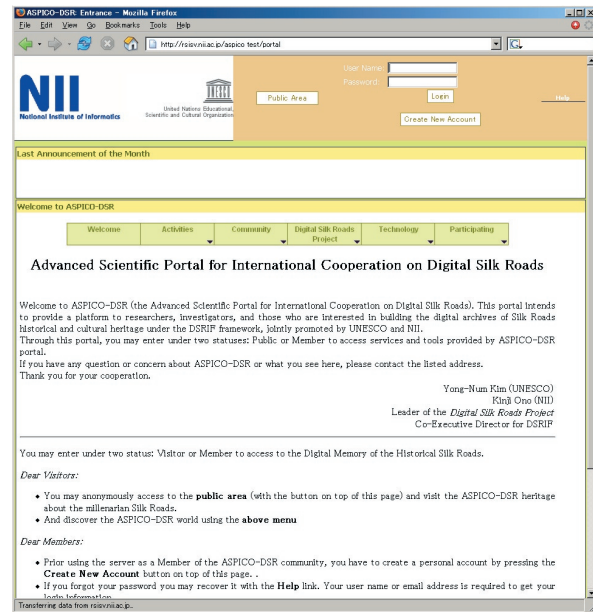 ASPICO-DSR: Entrance - Mozilla Firefox
File Edit View Go Bookmarks Tools Help
http://rsisv.nii.ac.jp/aspico test/portal
G
User Name:
Password:
Public Area
Login
Help
Create New Account
NII
National Institute of Informatics
United Nations Educational,
Scientific and Cultural Organization
Last Announcement of the Month
Welcome to ASPICO-DSR
Welcome
Activities
Community
Digital Silk Roads
Project
Technology
Participating
Advanced Scientific Portal for International Cooperation on Digital Silk Roads
Welcome to ASPICO-DSR (the Advanced Scientific Portal for International Cooperation on Digital Silk Roads). This portal intends
to provide a platform to researchers, investigators, and those who are interested in building the digital archives of Silk Roads
historical and cultural heritage under the DSRIF framework, jointly promoted by UNESCO and NII.
Through this portal, you may enter under two statuses: Public or Member to access services and tools provided by ASPICO-DSR
portal.
If you have any question or concern about ASPICO-DSR or what you see here, please contact the listed address.
Thank you for your cooperation.
Yong-Num Kim (UNESCO)
Kinji Ono (NII)
Leader of the Digital Silk Roads Project
Co-Executive Director for DSRIF
You may enter under two status: Visitor or Member to access to the Digital Memory of the Historical Silk Roads.
Dear Visitors:
• You may anonymously access to the public area (with the button on top of this page) and visit the ASPICO-DSR heritage
about the millenarian Silk Roads.
• And discover the ASPICO-DSR world using the above menu
Dear Members:
• Prior using the server as a Member of the ASPICO-DSR community, you have to create a personal account by pressing the
Create New Account button on top of this page. .
• If you forgot your password you may recover it with the Help link. Your user name or email address is required to get your
login information
Transferring data from rsisv.nii.ac.jp..